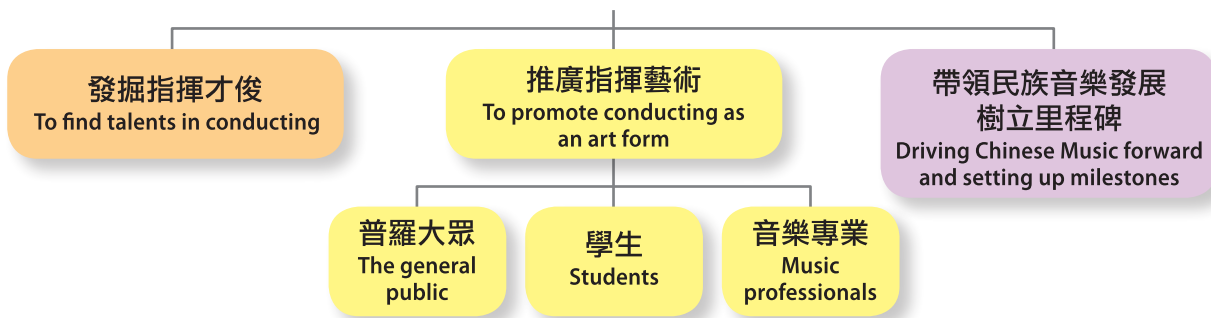 發掘指揮才俊
To find talents in conducting
推廣指揮藝術
To promote conducting as
an art form
帶領民族音樂發展
樹立里程碑
Driving Chinese Music forward
and setting up milestones
普羅大眾
The general
public
學生
Students
音樂專業
Music
professionals